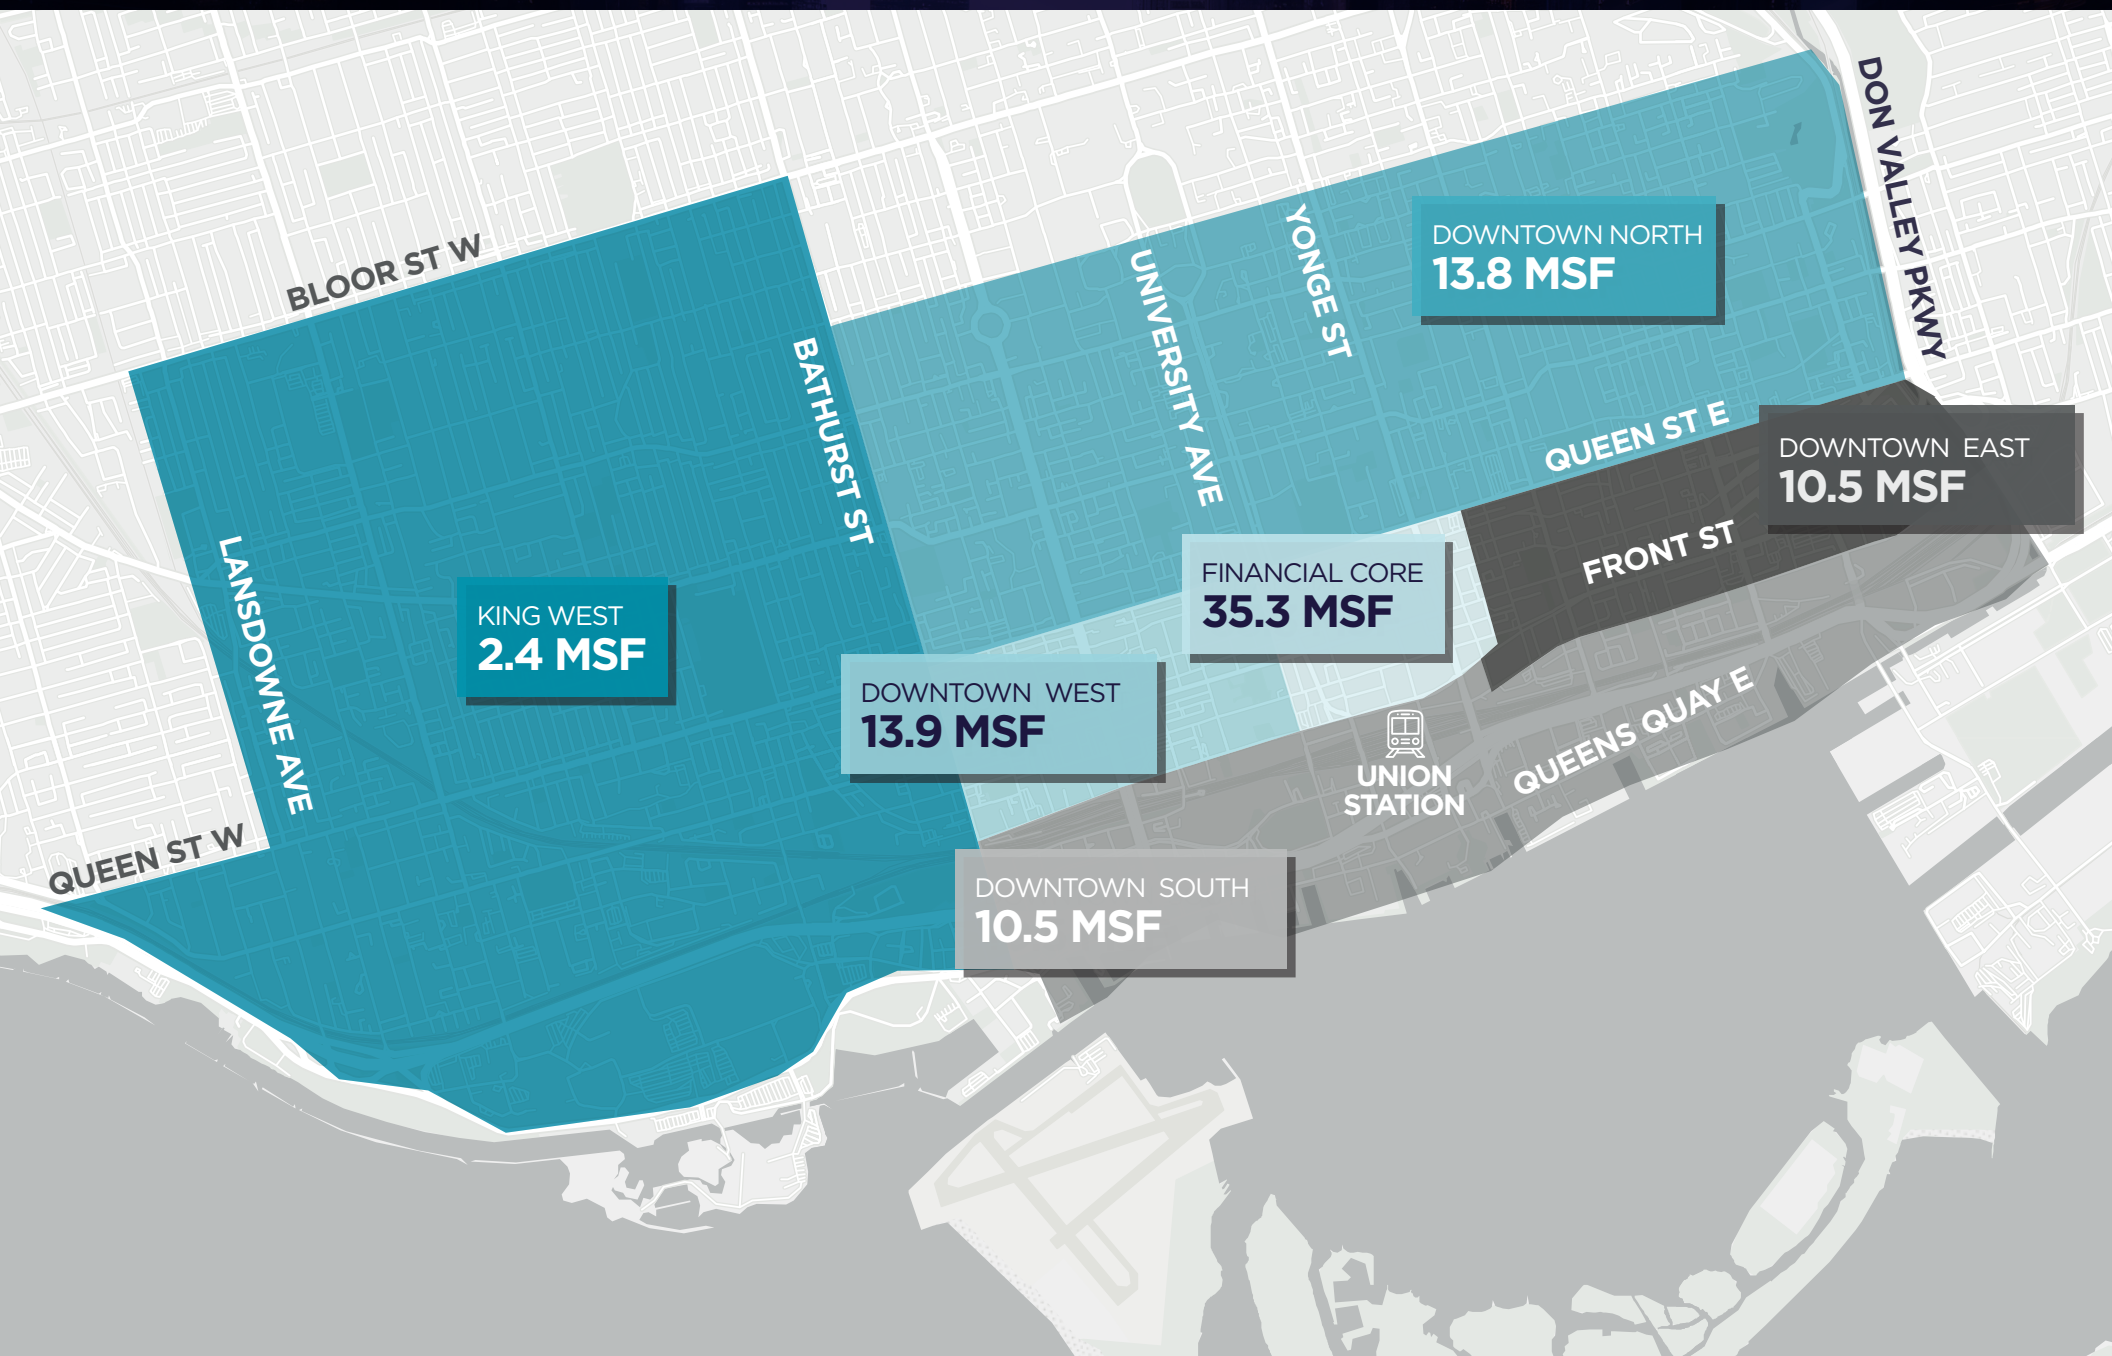 DON VALLEY PKWY
DOWNTOWN NORTH
13.8 MSF
YONGE ST
BLOOR ST W
UNIVERSITY AVE
BATHURST ST
QUEEN ST E
DOWNTOWN EAST
10.5 MSF
FRONT ST
LANSDOWNE AVE
FINANCIAL CORE
35.3 MSF
KING WEST
2.4 MSF
DOWNTOWN WEST
13.9 MSF
QUEENS QUAY E
UNION
STATION
QUEEN ST W
DOWNTOWN SOUTH
10.5 MSF